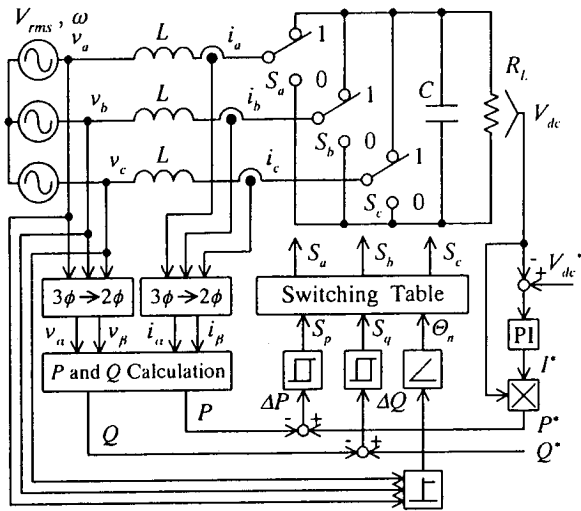 V_rms, ω
v_a
L
i_a
1
0
S_a
v_b
L
i_b
1
0
S_b
v_c
L
i_c
1
0
S_c
C
R_L
V_dc
S_a
S_b
S_c
- + V_dc*
3ϕ→2ϕ
3ϕ→2ϕ
Switching Table
v_α
v_β
i_α
i_β
S_p
S_q
Θ_n
PI
I*
P and Q Calculation
ΔP
ΔQ
P
- +
P*
Q
- +
Q*